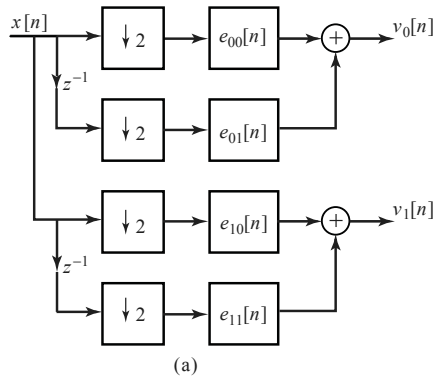 x[n]
↓ 2
e₀₀[n]
+
v₀[n]
z⁻¹
↓ 2
e₀₁[n]
↓ 2
e₁₀[n]
+
v₁[n]
z⁻¹
↓ 2
e₁₁[n]
(a)